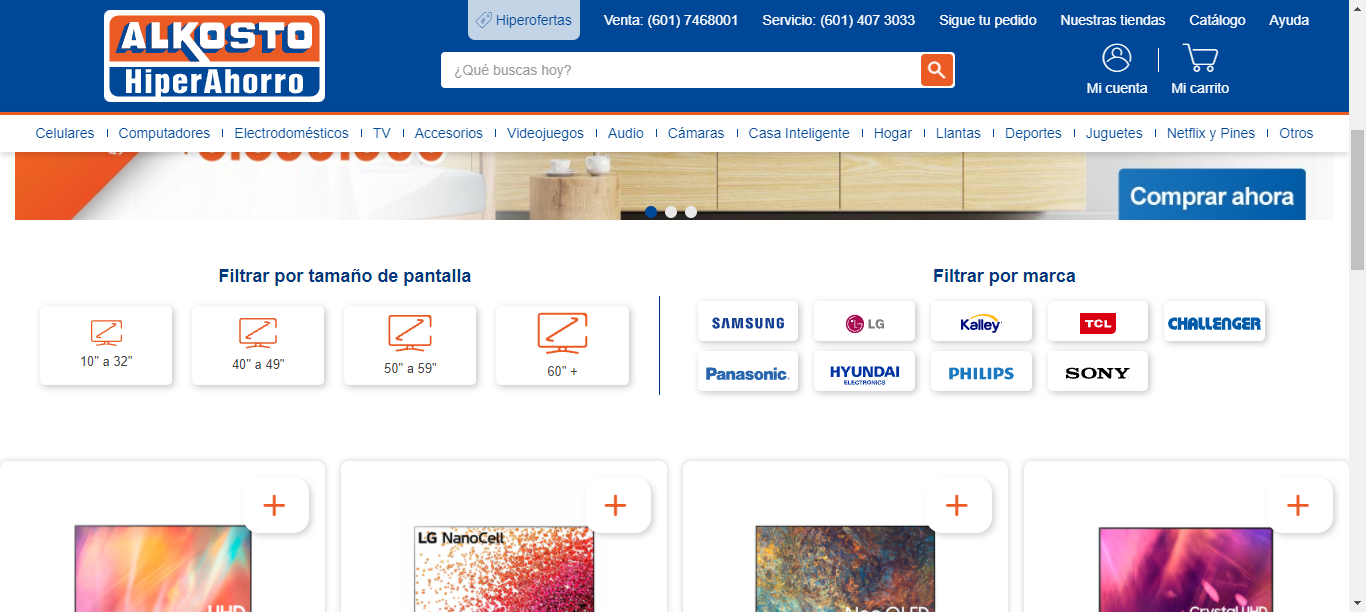 ALKOSTO
HiperAhorro
Hiperofertas
Venta: (601) 7468001
Servicio: (601) 407 3033
Sigue tu pedido
Nuestras tiendas
Catálogo
Ayuda
¿Qué buscas hoy?
Mi cuenta
Mi carrito
Celulares
Computadores
Electrodomésticos
TV
Accesorios
Videojuegos
Audio
Cámaras
Casa Inteligente
Hogar
Llantas
Deportes
Juguetes
Netflix y Pines
Otros
Comprar ahora
Filtrar por tamaño de pantalla
10" a 32"
40" a 49"
50" a 59"
60" +
Filtrar por marca
SAMSUNG
LG
Kalley
TCL
CHALLENGER
Panasonic
HYUNDAI
ELECTRONICS
PHILIPS
SONY
UHD
LG NanoCell
Neo QLED
Crystal UHD